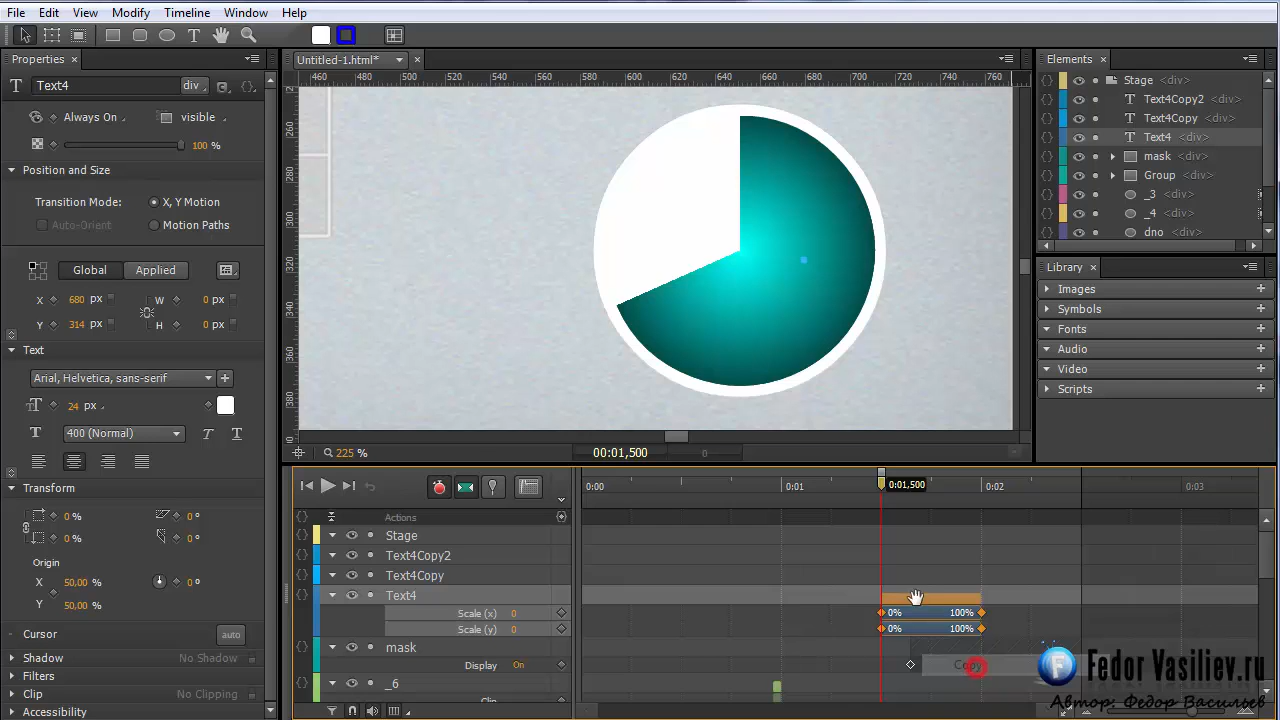 File Edit View Modify Timeline Window Help
Properties
Untitled-1.html*
Elements
Text4 div
Always On visible
100 %
Position and Size
Transition Mode: X, Y Motion
Auto-Orient Motion Paths
Global Applied
X 680 px W 0 px
Y 314 px H 0 px
Text
Arial, Helvetica, sans-serif
24 px
400 (Normal)
Transform
0 % 0 °
0 % 0 °
Origin
X 50,00 % 0 °
Y 50,00 %
Cursor auto
Shadow No Shadow
Filters
Clip No Clipping
Accessibility
460 480 500 520 540 560 580 600 620 640 660 680 700 720 740 760
260
280
300
320
340
360
380
225 % 00:01,500 0
Stage <div>
Text4Copy2 <div>
Text4Copy <div>
Text4 <div>
mask <div>
Group <div>
_3 <div>
_4 <div>
dno <div>
Library
Images
Symbols
Fonts
Audio
Video
Scripts
0:00 0:01 0:01,500 0:02 0:03
Actions
Stage
Text4Copy2
Text4Copy
Text4
Scale (x) 0 0% 100%
Scale (y) 0 0% 100%
mask
Display On
Copy
_6
Clip
Fedor Vasiliev.ru
Автор: Федор Васильев